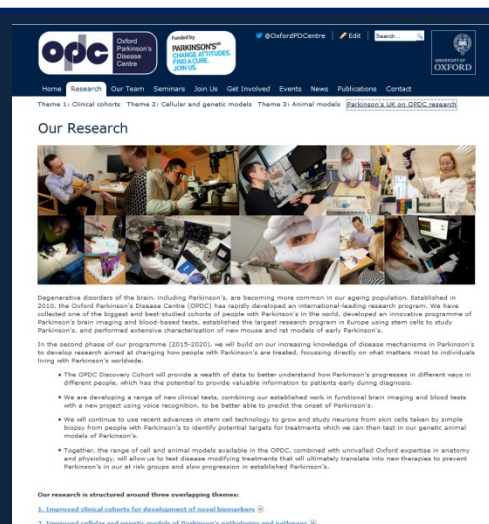 opdc
Oxford
Parkinson's
Disease
Centre
Funded by
PARKINSON'S UK
CHANGE ATTITUDES.
FIND A CURE.
JOIN US.
@OxfordPDCentre
Edit
Search...
UNIVERSITY OF
OXFORD
Home Research Our Team Seminars Join Us Get Involved Events News Publications Contact
Theme 1: Clinical cohorts Theme 2: Cellular and genetic models Theme 3: Animal models Parkinson's UK on OPDC research
Our Research
Degenerative disorders of the brain, including Parkinson's, are becoming more common in our ageing population. Established in
2010, the Oxford Parkinson's Disease Centre (OPDC) has rapidly developed an international-leading research program. We have
collected one of the biggest and best-studied cohorts of people with Parkinson's in the world, developed an innovative programme of
Parkinson's brain imaging and blood-based tests, established the largest research program in Europe using stem cells to study
Parkinson's, and performed extensive characterisation of new mouse and rat models of early Parkinson's.
In the second phase of our programme (2015-2020), we will build on our increasing knowledge of disease mechanisms in Parkinson's
to develop research aimed at changing how people with Parkinson's are treated, focussing directly on what matters most to individuals
living with Parkinson's worldwide.
• The OPDC Discovery Cohort will provide a wealth of data to better understand how Parkinson's progresses in different ways in
different people, which has the potential to provide valuable information to patients early during diagnosis.
• We are developing a range of new clinical tests, combining our established work in functional brain imaging and blood tests
with a new project using voice recognition, to be better able to predict the onset of Parkinson's.
• We will continue to use recent advances in stem cell technology to grow and study neurons from skin cells taken by simple
biopsy from people with Parkinson's to identify potential targets for treatments which we can then test in our genetic animal
models of Parkinson's.
• Together, the range of cell and animal models available in the OPDC, combined with unrivalled Oxford expertise in anatomy
and physiology, will allow us to test disease modifying treatments that will ultimately translate into new therapies to prevent
Parkinson's in our at risk groups and slow progression in established Parkinson's.
Our research is structured around three overlapping themes:
1. Improved clinical cohorts for development of novel biomarkers
2. Improved cellular and genetic models of Parkinson's pathologies and pathways